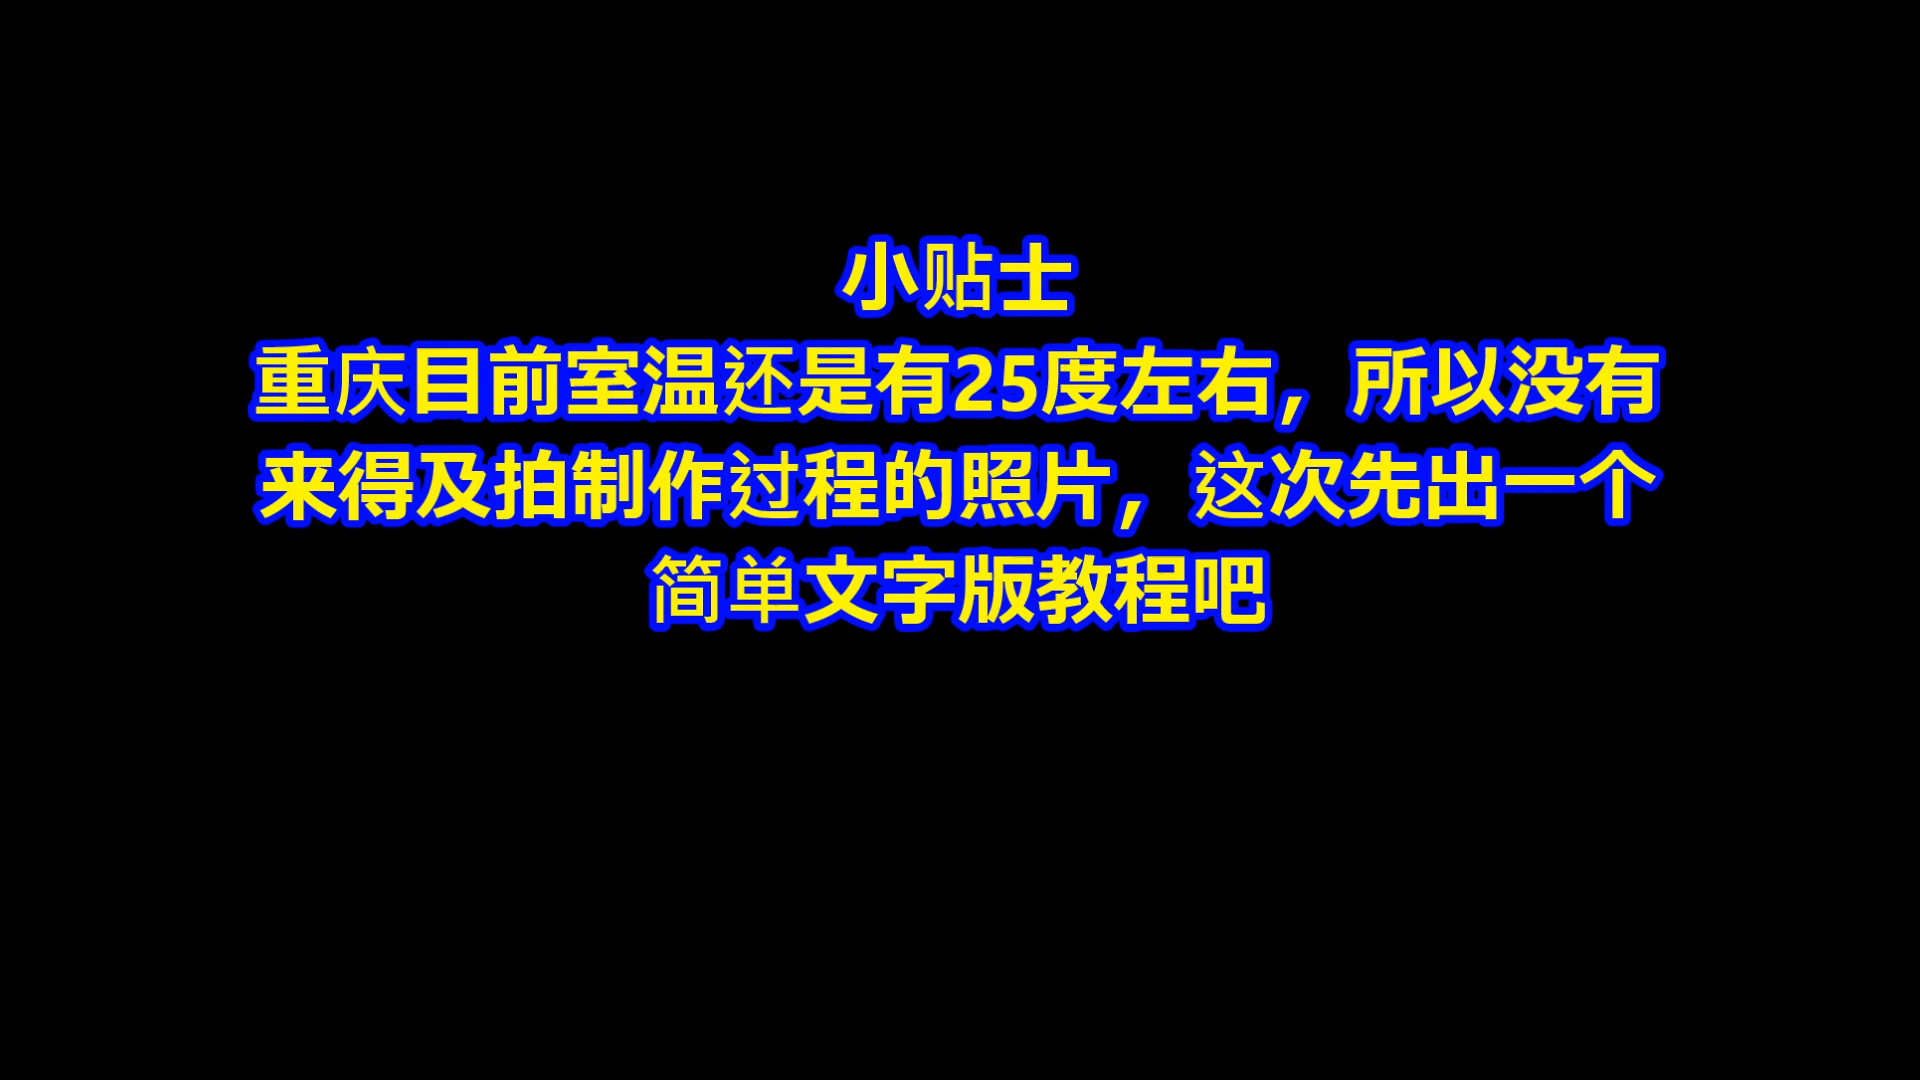 小贴士
重庆目前室温还是有25度左右，所以没有
来得及拍制作过程的照片，这次先出一个
简单文字版教程吧